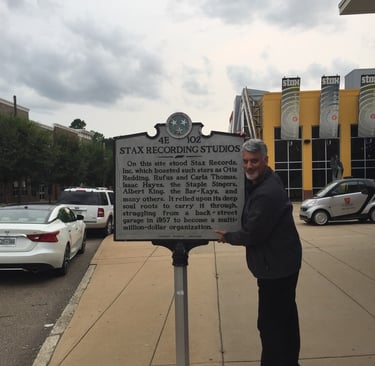 4E 102
STAX RECORDING STUDIOS
On this site stood Stax Records,
Inc. which boasted such stars as Otis
Redding, Rufus and Carla Thomas,
Isaac Hayes, the Staple Singers,
Albert King, the Bar-Kays, and
many others. It relied upon its deep
soul roots to carry it through,
struggling from a back-street
garage in 1957 to become a multi-
million-dollar organization.
stax
stax
stax